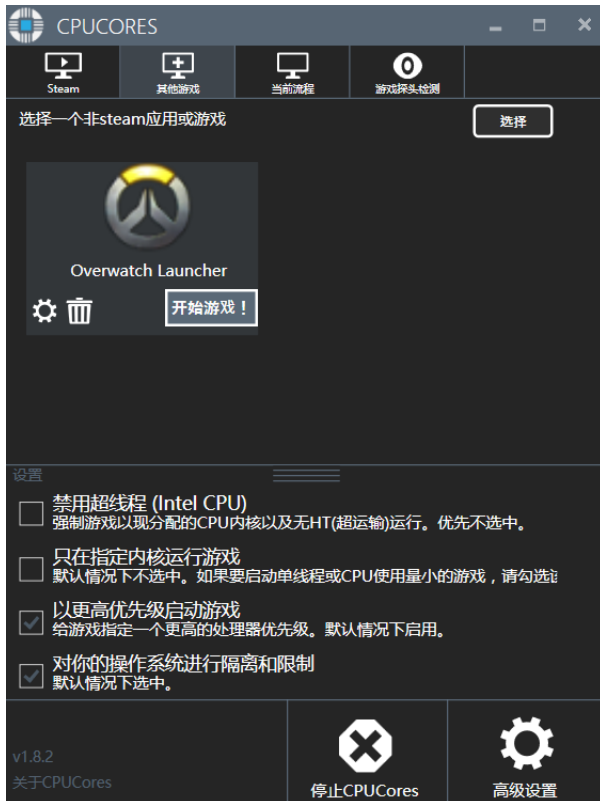 CPUCORES
Steam
其他游戏
当前流程
游戏探头检测
选择一个非steam应用或游戏
选择
Overwatch Launcher
开始游戏！
设置
禁用超线程 (Intel CPU)
强制游戏以现分配的CPU内核以及无HT(超运输)运行。优先不选中。
只在指定内核运行游戏
默认情况下不选中。如果要启动单线程或CPU使用量小的游戏，请勾选
以更高优先级启动游戏
给游戏指定一个更高的处理器优先级。默认情况下启用。
对你的操作系统进行隔离和限制
默认情况下选中。
v1.8.2
关于CPUCores
停止CPUCores
高级设置